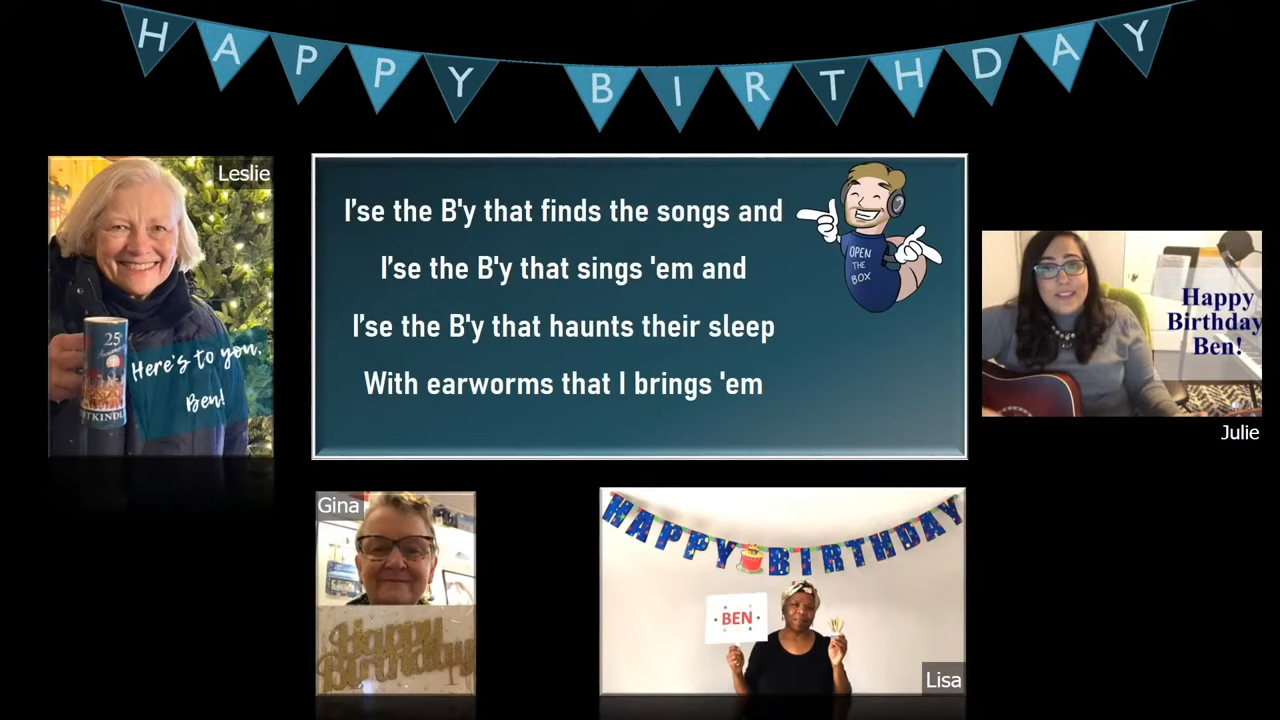 HAPPY BIRTHDAY
Leslie
25
Here's to you,
Ben!
I'se the B'y that finds the songs and
I'se the B'y that sings 'em and
I'se the B'y that haunts their sleep
With earworms that I brings 'em
OPEN
THE
BOX
Happy
Birthday
Ben!
Julie
Gina
Happy
Birthday
HAPPY BIRTHDAY
BEN
Lisa